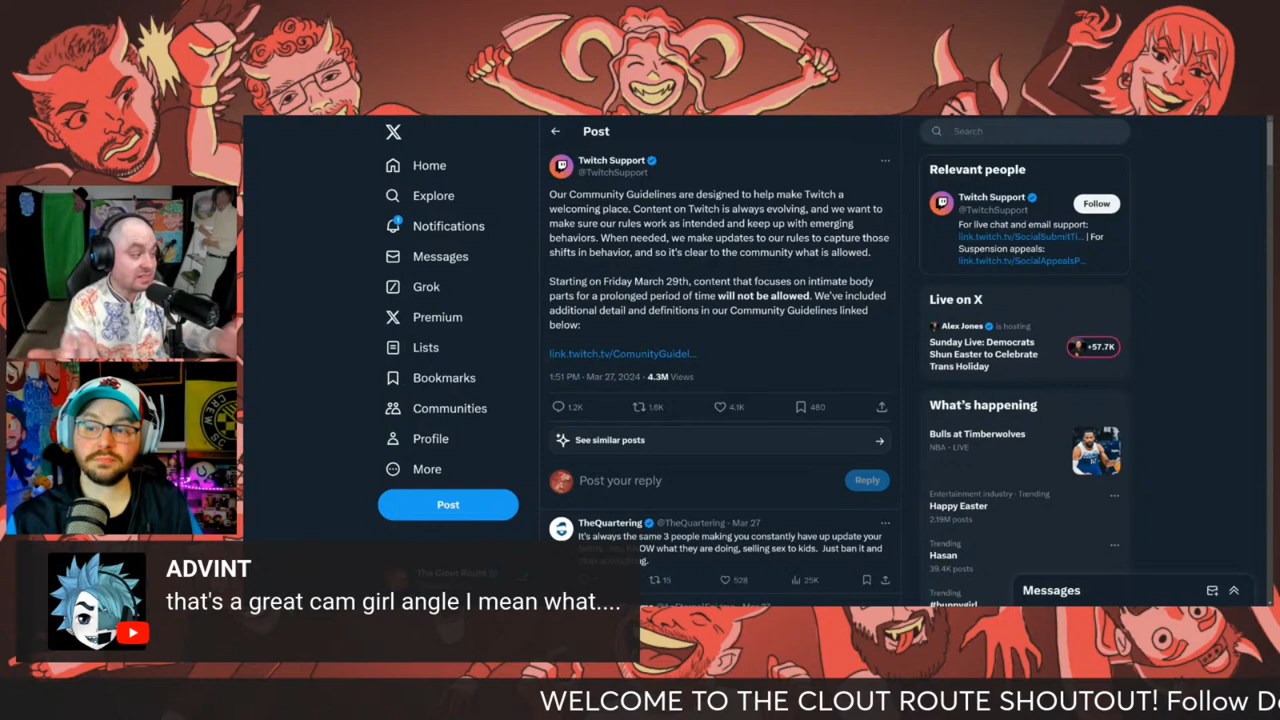 Home
Explore
Notifications
Messages
Grok
Premium
Lists
Bookmarks
Communities
Profile
More
Post
Post
Twitch Support
@TwitchSupport
Our Community Guidelines are designed to help make Twitch a
welcoming place. Content on Twitch is always evolving, and we want to
make sure our rules work as intended and keep up with emerging
behaviors. When needed, we make updates to our rules to capture those
shifts in behavior, and so it's clear to the community what is allowed.
Starting on Friday March 29th, content that focuses on intimate body
parts for a prolonged period of time will not be allowed. We've included
additional detail and definitions in our Community Guidelines linked
below:
link.twitch.tv/ComunityGuidel...
1:51 PM · Mar 27, 2024 · 4.3M Views
1.2K 1.6K 4.1K 480
See similar posts
Post your reply
Reply
TheQuartering @TheQuartering · Mar 27
It's always the same 3 people making you constantly have up update your
OW what they are doing, selling sex to kids. Just ban it and
15 528 25K
Search
Relevant people
Twitch Support
@TwitchSupport
Follow
For live chat and email support:
link.twitch.tv/SocialSubmitTi... | For
Suspension appeals:
link.twitch.tv/SocialAppealsP...
Live on X
Alex Jones is hosting
Sunday Live: Democrats
Shun Easter to Celebrate
Trans Holiday
+57.7K
What's happening
Bulls at Timberwolves
NBA · LIVE
Entertainment industry · Trending
Happy Easter
2.19M posts
Trending
Hasan
39.4K posts
Trending
#bunnygirl
Messages
The Clout Route
CREW SC
ADVINT
that's a great cam girl angle I mean what....
WELCOME TO THE CLOUT ROUTE SHOUTOUT! Follow D